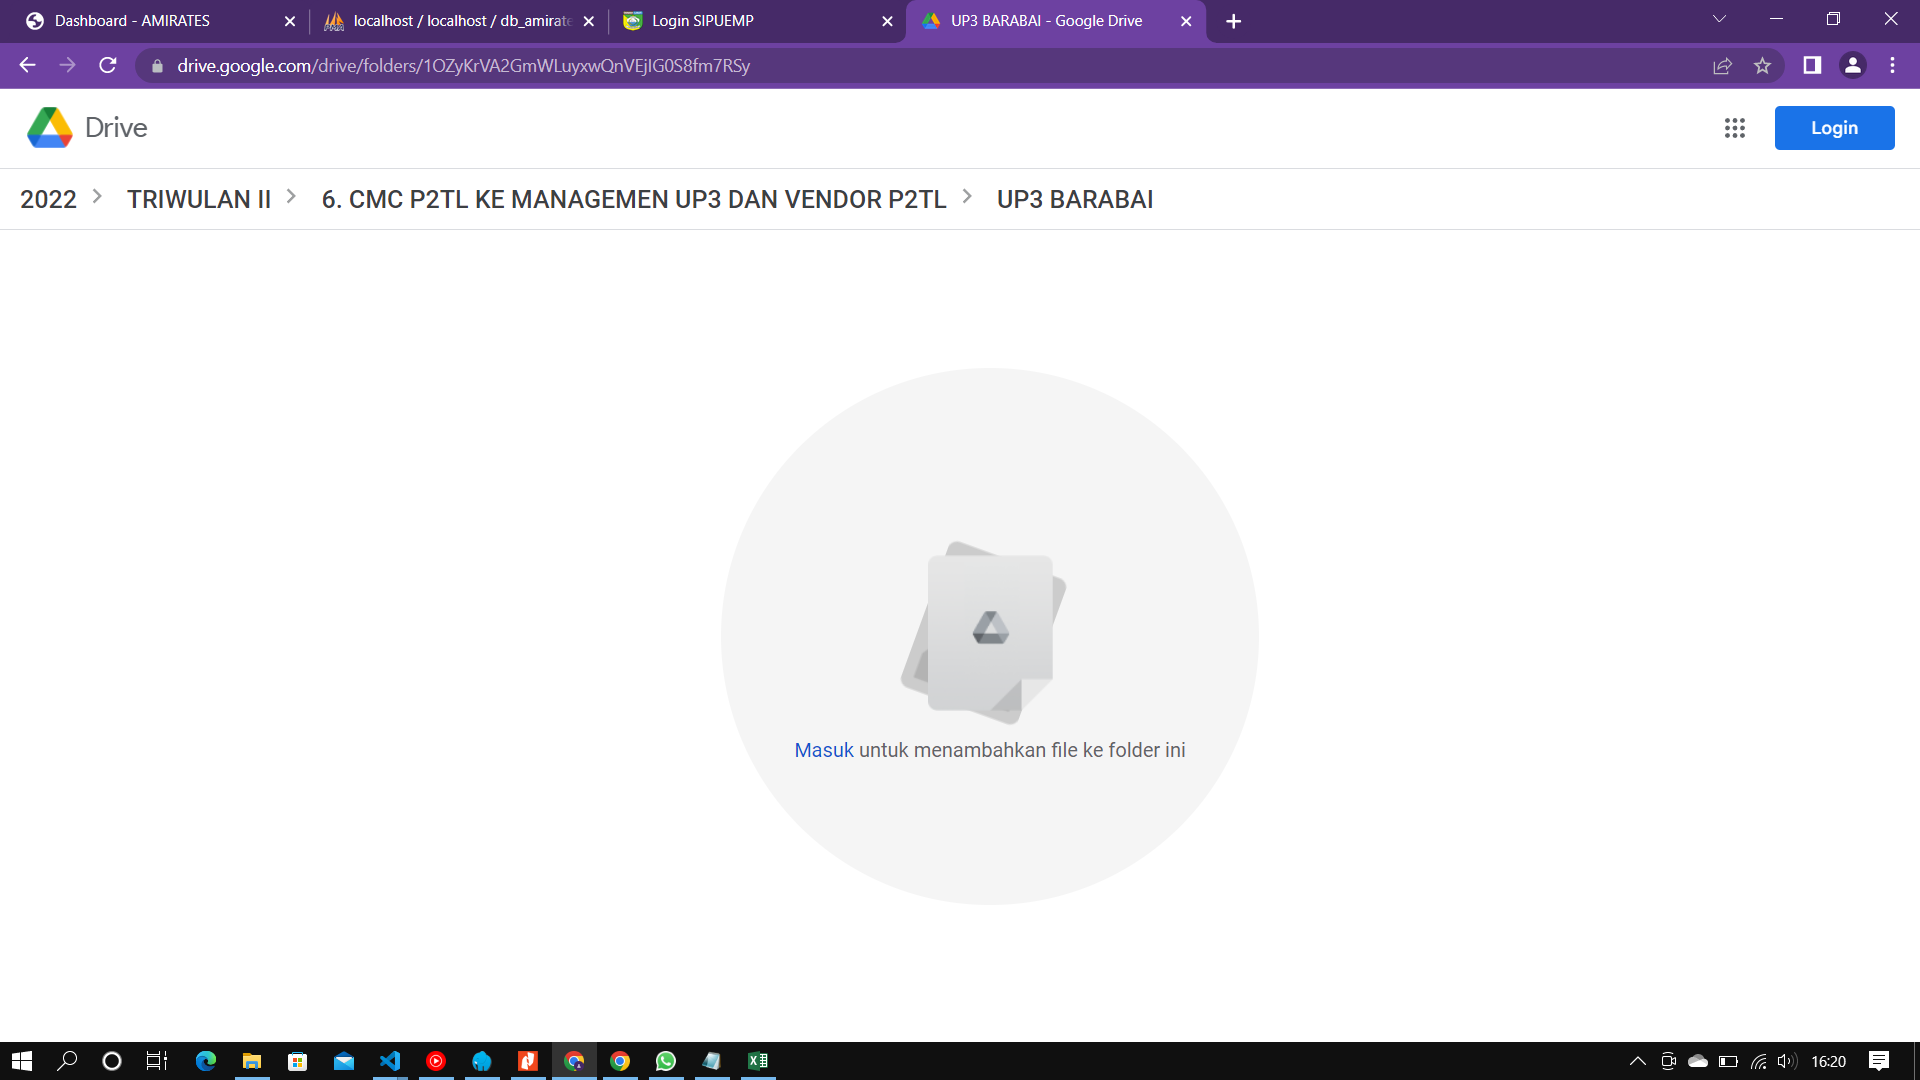 Dashboard - AMIRATES
localhost / localhost / db_amirate
Login SIPUEMP
UP3 BARABAI - Google Drive
drive.google.com/drive/folders/1OZyKrVA2GmWLuyxwQnVEjIG0S8fm7RSy
Drive
Login
2022
TRIWULAN II
6. CMC P2TL KE MANAGEMEN UP3 DAN VENDOR P2TL
UP3 BARABAI
Masuk untuk menambahkan file ke folder ini
16:20